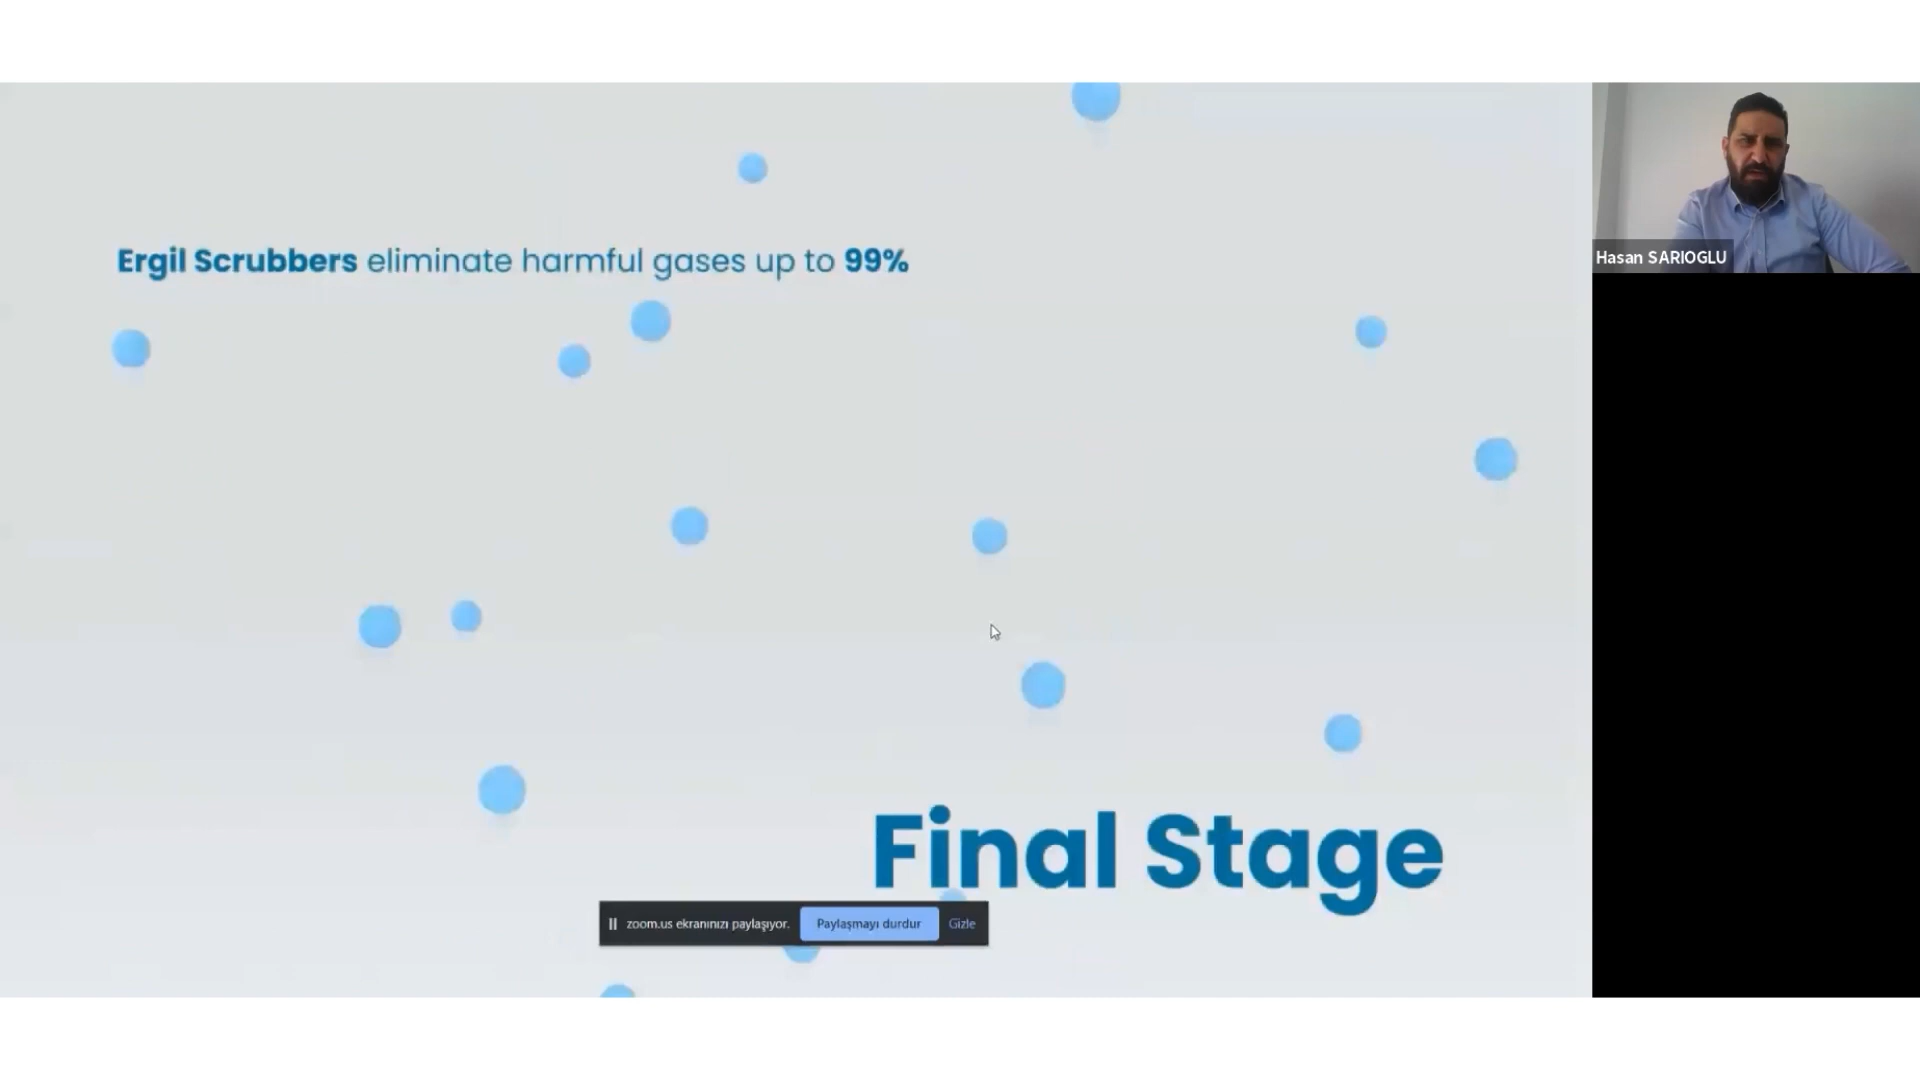 Ergil Scrubbers eliminate harmful gases up to 99%
Hasan SARIOGLU
Final Stage
zoom.us ekranınızı paylaşıyor. Paylaşmayı durdur Gizle